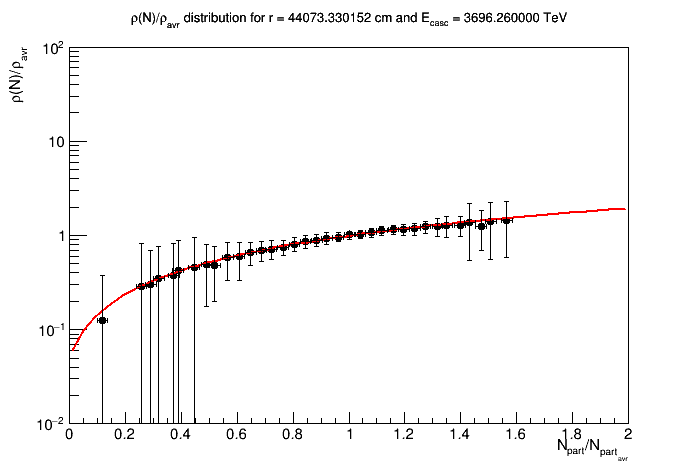 ρ(N)/ρavr distribution for r = 44073.330152 cm and Ecasc = 3696.260000 TeV
ρ(N)/ρavr
10²
10
1
10⁻¹
10⁻²
0 0.2 0.4 0.6 0.8 1 1.2 1.4 1.6 1.8 2
Npart/Npartavr